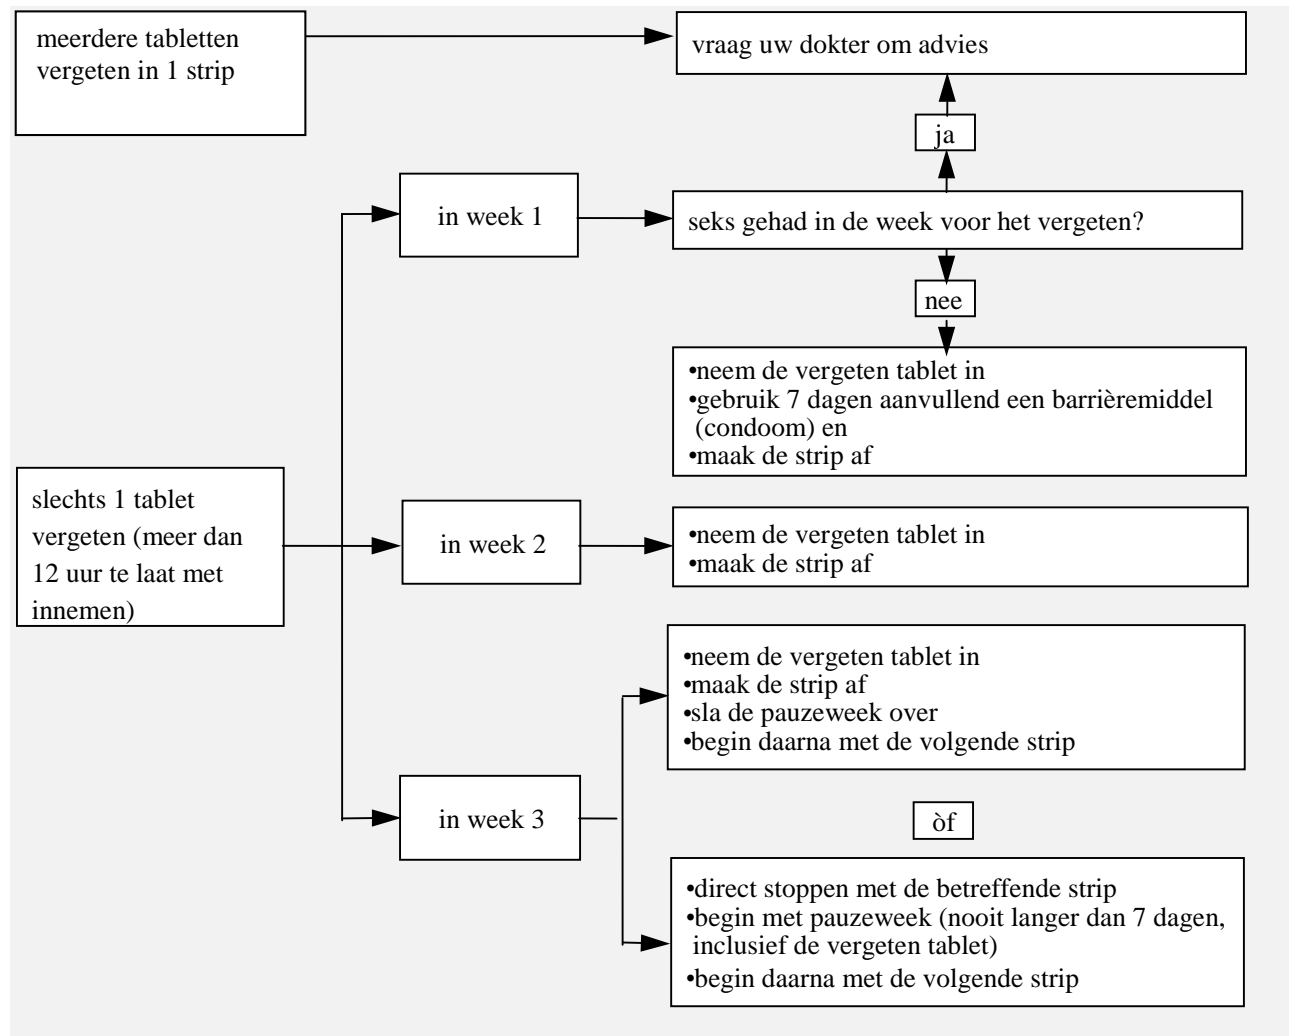 meerdere tabletten
vergeten in 1 strip
vraag uw dokter om advies
ja
in week 1
seks gehad in de week voor het vergeten?
nee
•neem de vergeten tablet in
•gebruik 7 dagen aanvullend een barrièremiddel
(condoom) en
•maak de strip af
slechts 1 tablet
vergeten (meer dan
12 uur te laat met
innemen)
in week 2
•neem de vergeten tablet in
•maak de strip af
•neem de vergeten tablet in
•maak de strip af
•sla de pauzeweek over
•begin daarna met de volgende strip
in week 3
òf
•direct stoppen met de betreffende strip
•begin met pauzeweek (nooit langer dan 7 dagen,
inclusief de vergeten tablet)
•begin daarna met de volgende strip